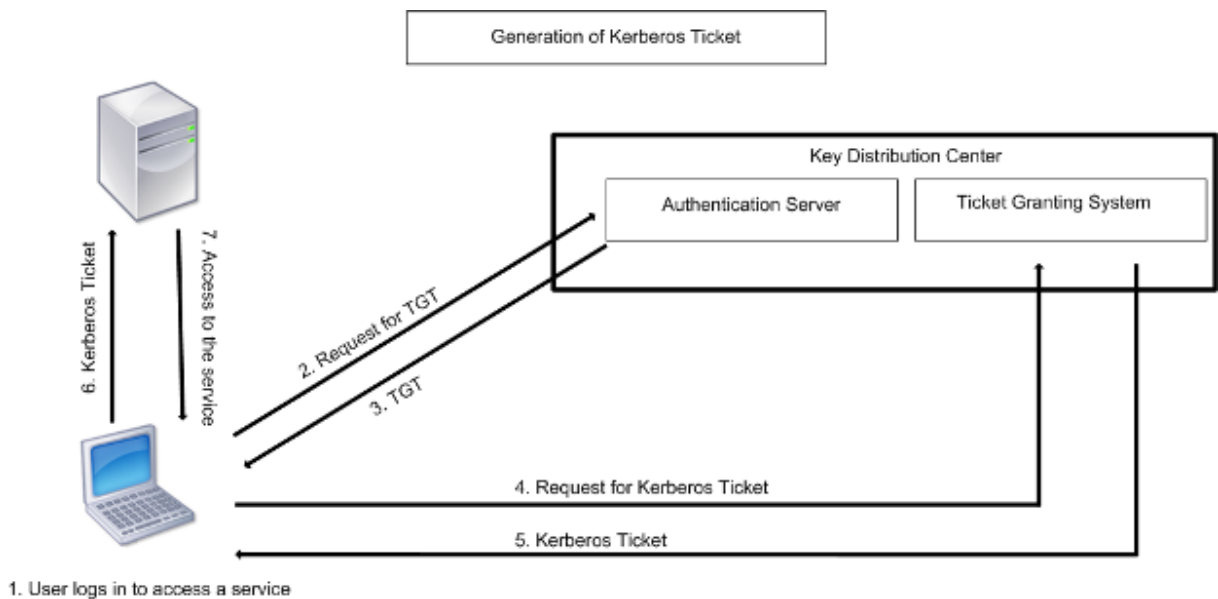 Generation of Kerberos Ticket
Key Distribution Center
Authentication Server
Ticket Granting System
6. Kerberos Ticket
7. Access to the service
2. Request for TGT
3. TGT
4. Request for Kerberos Ticket
5. Kerberos Ticket
1. User logs in to access a service